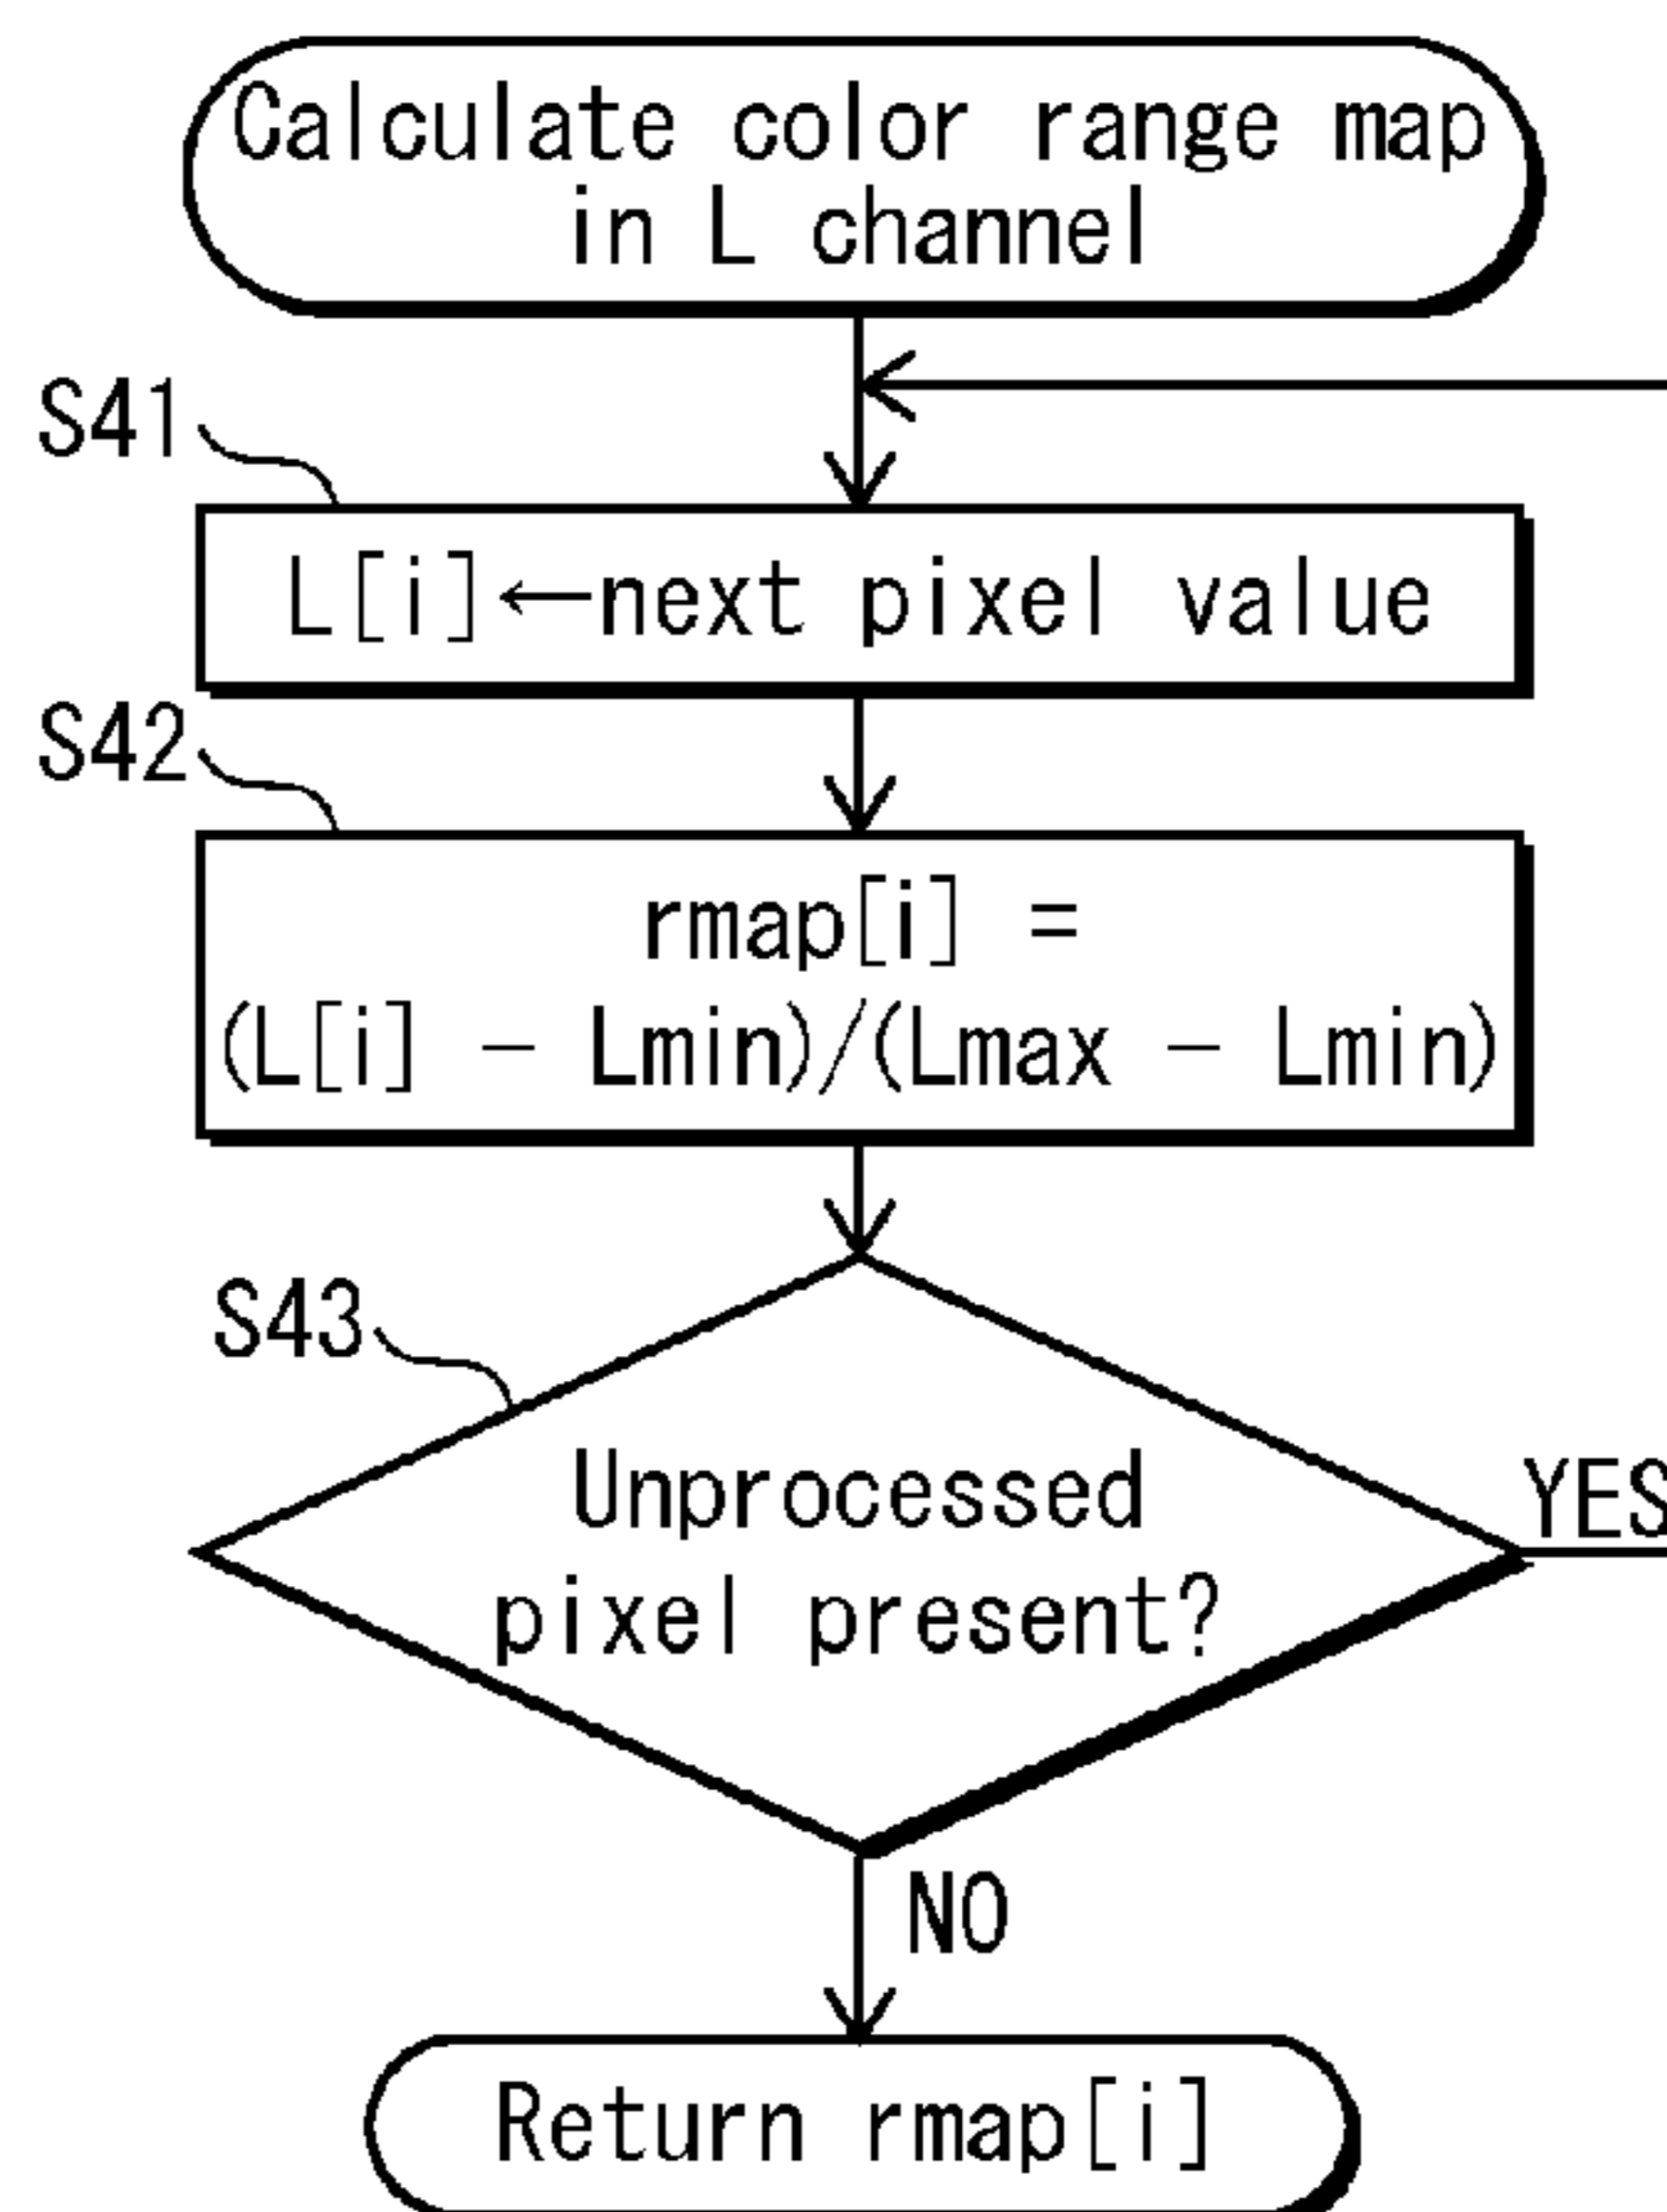 Calculate color range map
in L channel
S41
L[i]←next pixel value
S42
rmap[i] =
(L[i] − Lmin)/(Lmax − Lmin)
S43
Unprocessed
pixel present?
YES
NO
Return rmap[i]